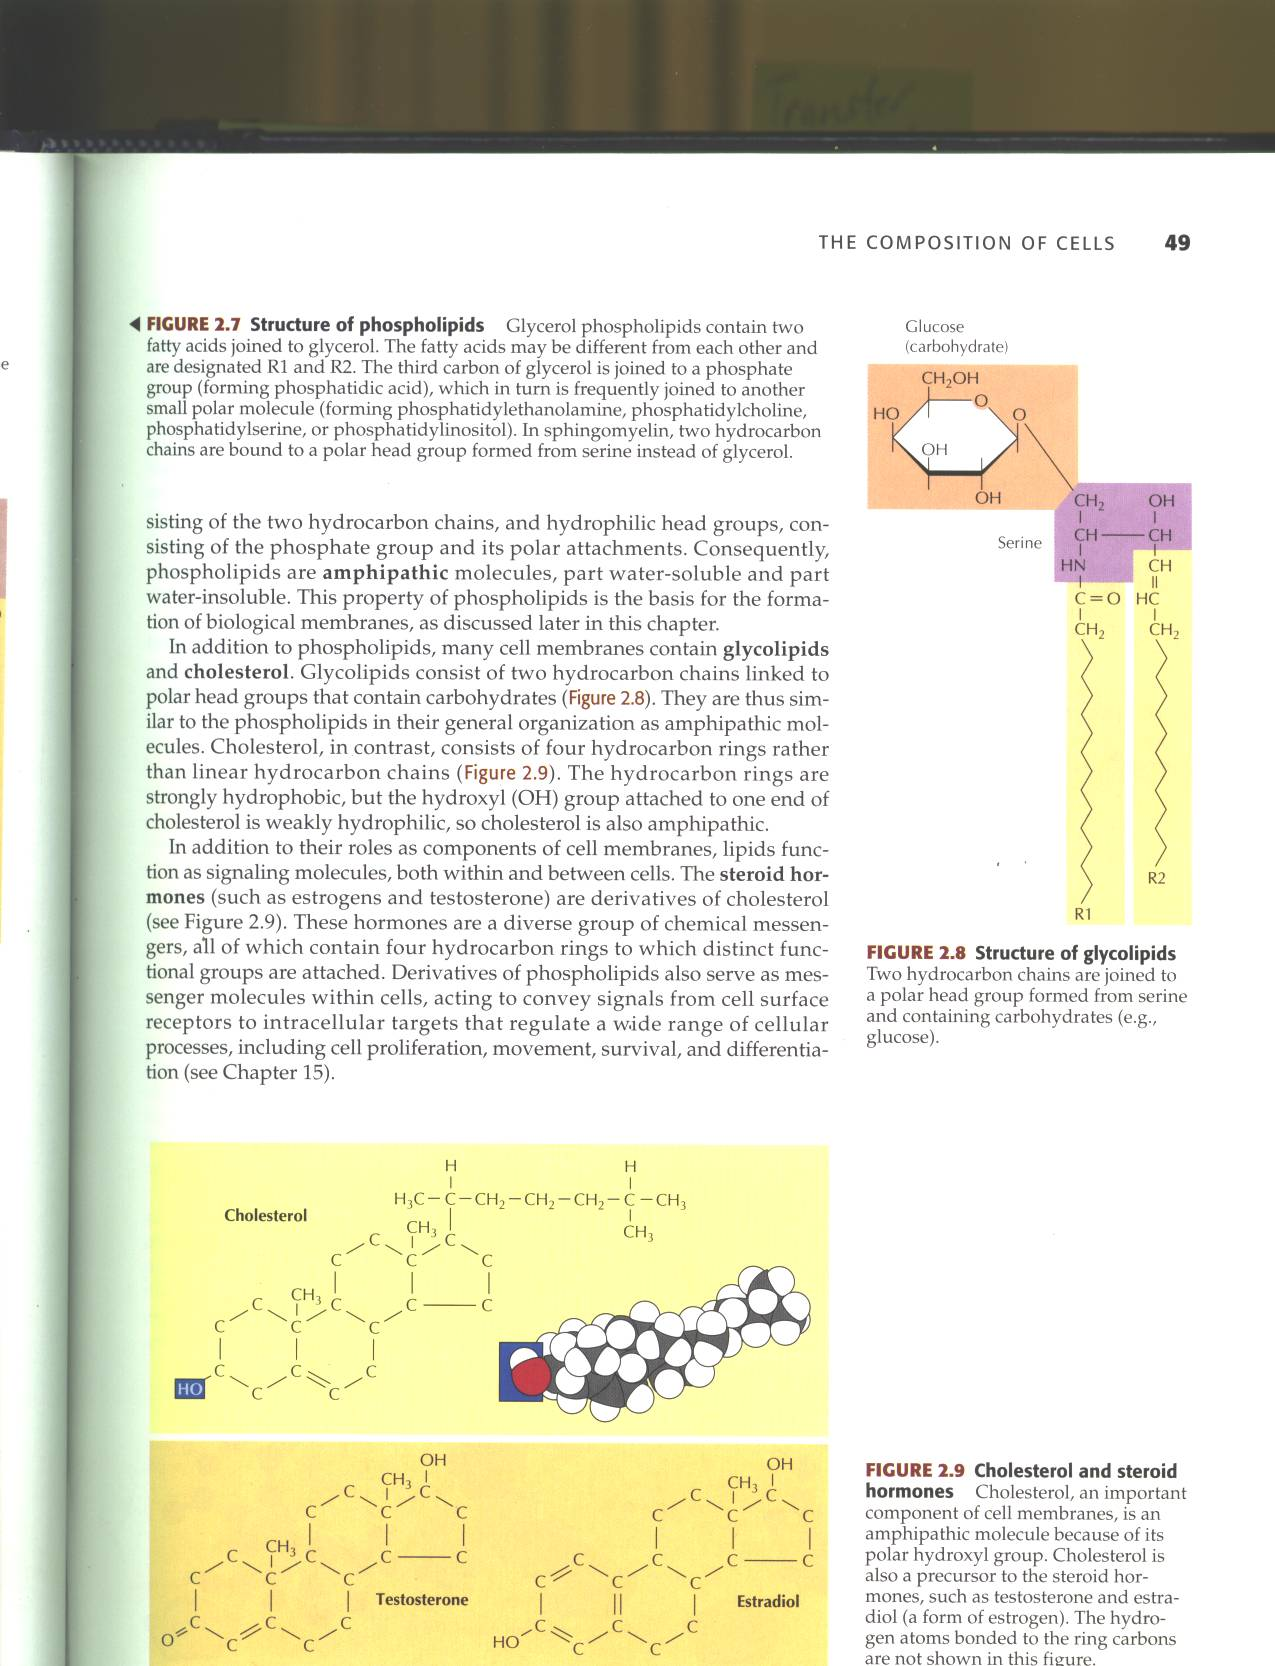 Transfer
THE COMPOSITION OF CELLS 49
◀ FIGURE 2.7 Structure of phospholipids Glycerol phospholipids contain two
fatty acids joined to glycerol. The fatty acids may be different from each other and
are designated R1 and R2. The third carbon of glycerol is joined to a phosphate
group (forming phosphatidic acid), which in turn is frequently joined to another
small polar molecule (forming phosphatidylethanolamine, phosphatidylcholine,
phosphatidylserine, or phosphatidylinositol). In sphingomyelin, two hydrocarbon
chains are bound to a polar head group formed from serine instead of glycerol.
sisting of the two hydrocarbon chains, and hydrophilic head groups, con-
sisting of the phosphate group and its polar attachments. Consequently,
phospholipids are amphipathic molecules, part water-soluble and part
water-insoluble. This property of phospholipids is the basis for the forma-
tion of biological membranes, as discussed later in this chapter.
In addition to phospholipids, many cell membranes contain glycolipids
and cholesterol. Glycolipids consist of two hydrocarbon chains linked to
polar head groups that contain carbohydrates (Figure 2.8). They are thus sim-
ilar to the phospholipids in their general organization as amphipathic mol-
ecules. Cholesterol, in contrast, consists of four hydrocarbon rings rather
than linear hydrocarbon chains (Figure 2.9). The hydrocarbon rings are
strongly hydrophobic, but the hydroxyl (OH) group attached to one end of
cholesterol is weakly hydrophilic, so cholesterol is also amphipathic.
In addition to their roles as components of cell membranes, lipids func-
tion as signaling molecules, both within and between cells. The steroid hor-
mones (such as estrogens and testosterone) are derivatives of cholesterol
(see Figure 2.9). These hormones are a diverse group of chemical messen-
gers, all of which contain four hydrocarbon rings to which distinct func-
tional groups are attached. Derivatives of phospholipids also serve as mes-
senger molecules within cells, acting to convey signals from cell surface
receptors to intracellular targets that regulate a wide range of cellular
processes, including cell proliferation, movement, survival, and differentia-
tion (see Chapter 15).
Glucose
(carbohydrate)
CH₂OH
O
HO O
OH
OH
CH₂ OH
Serine CH CH
HN CH
C=O HC
CH₂ CH₂
R2
R1
FIGURE 2.8 Structure of glycolipids
Two hydrocarbon chains are joined to
a polar head group formed from serine
and containing carbohydrates (e.g.,
glucose).
H H
H₃C–C–CH₂–CH₂–CH₂–C–CH₃
Cholesterol
CH₃ CH₃
C C
C C C
CH₃
C C C C
C C C
C C C
HO
C C
OH
CH₃
C C
C C C
CH₃
C C C C
C C C
Testosterone
C C C
O
C C
OH
CH₃
C C
C C C
C C C C
C C C
Estradiol
C C C
HO
C C
FIGURE 2.9 Cholesterol and steroid
hormones Cholesterol, an important
component of cell membranes, is an
amphipathic molecule because of its
polar hydroxyl group. Cholesterol is
also a precursor to the steroid hor-
mones, such as testosterone and estra-
diol (a form of estrogen). The hydro-
gen atoms bonded to the ring carbons
are not shown in this figure.